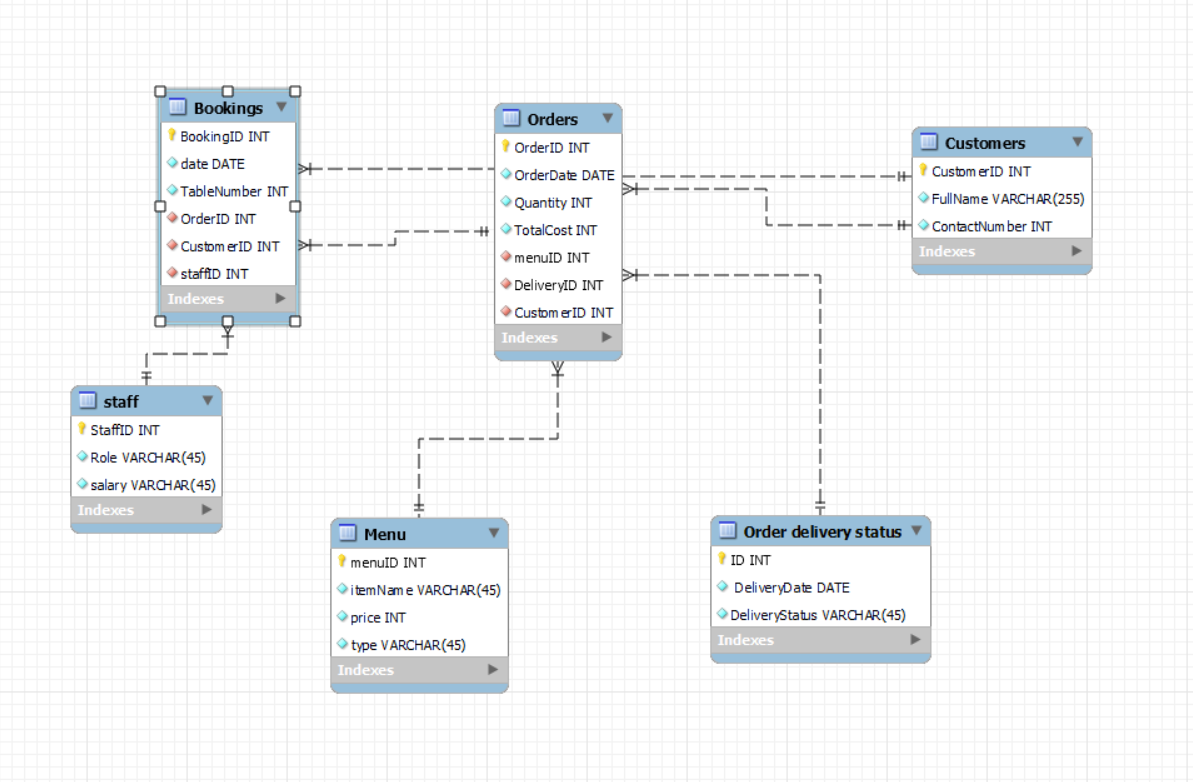 Bookings
BookingID INT
date DATE
TableNumber INT
OrderID INT
CustomerID INT
staffID INT
Indexes
Orders
OrderID INT
OrderDate DATE
Quantity INT
TotalCost INT
menuID INT
DeliveryID INT
CustomerID INT
Indexes
Customers
CustomerID INT
FullName VARCHAR(255)
ContactNumber INT
Indexes
staff
StaffID INT
Role VARCHAR(45)
salary VARCHAR(45)
Indexes
Menu
menuID INT
itemName VARCHAR(45)
price INT
type VARCHAR(45)
Indexes
Order delivery status
ID INT
DeliveryDate DATE
DeliveryStatus VARCHAR(45)
Indexes